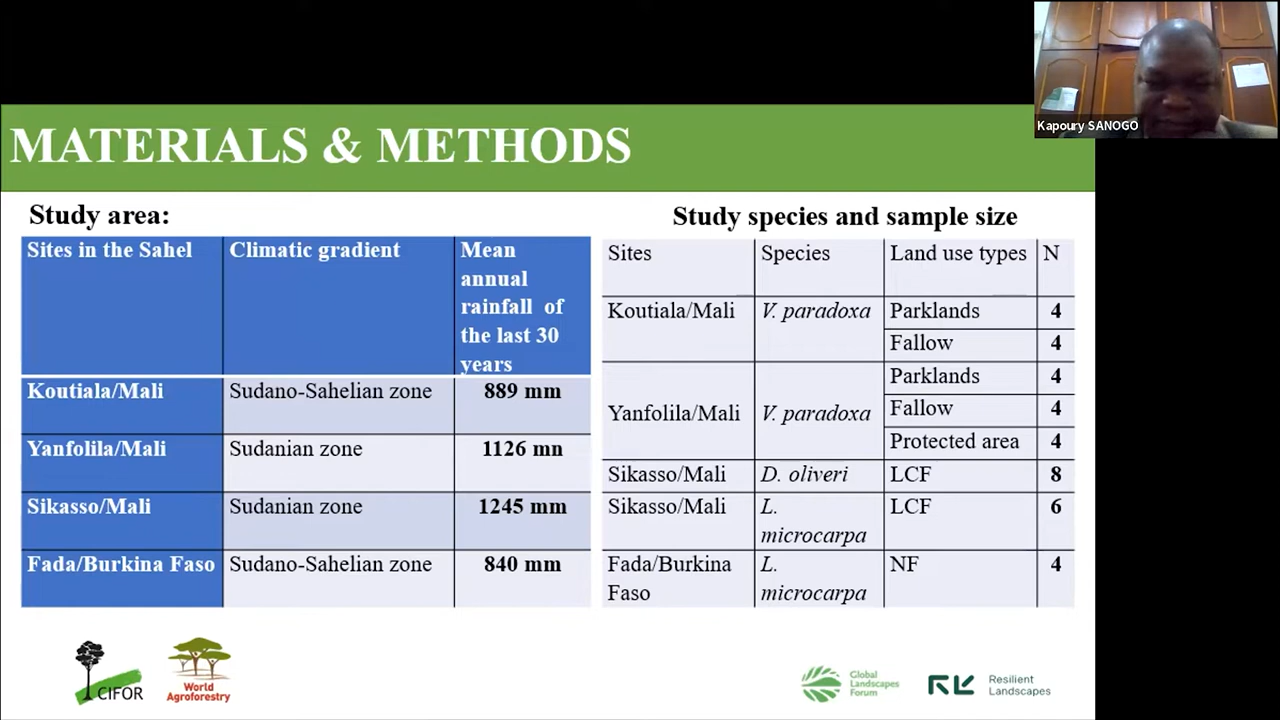 Kapoury SANOGO
MATERIALS & METHODS
Study area:
Sites in the Sahel
Climatic gradient
Mean
annual
rainfall of
the last 30
years
Koutiala/Mali
Sudano-Sahelian zone
889 mm
Yanfolila/Mali
Sudanian zone
1126 mn
Sikasso/Mali
Sudanian zone
1245 mm
Fada/Burkina Faso
Sudano-Sahelian zone
840 mm
Study species and sample size
Sites
Species
Land use types
N
Koutiala/Mali
V. paradoxa
Parklands
4
Fallow
4
Yanfolila/Mali
V. paradoxa
Parklands
4
Fallow
4
Protected area
4
Sikasso/Mali
D. oliveri
LCF
8
Sikasso/Mali
L.
microcarpa
LCF
6
Fada/Burkina
Faso
L.
microcarpa
NF
4
CIFOR
World
Agroforestry
Global
Landscapes
Forum
Resilient
Landscapes